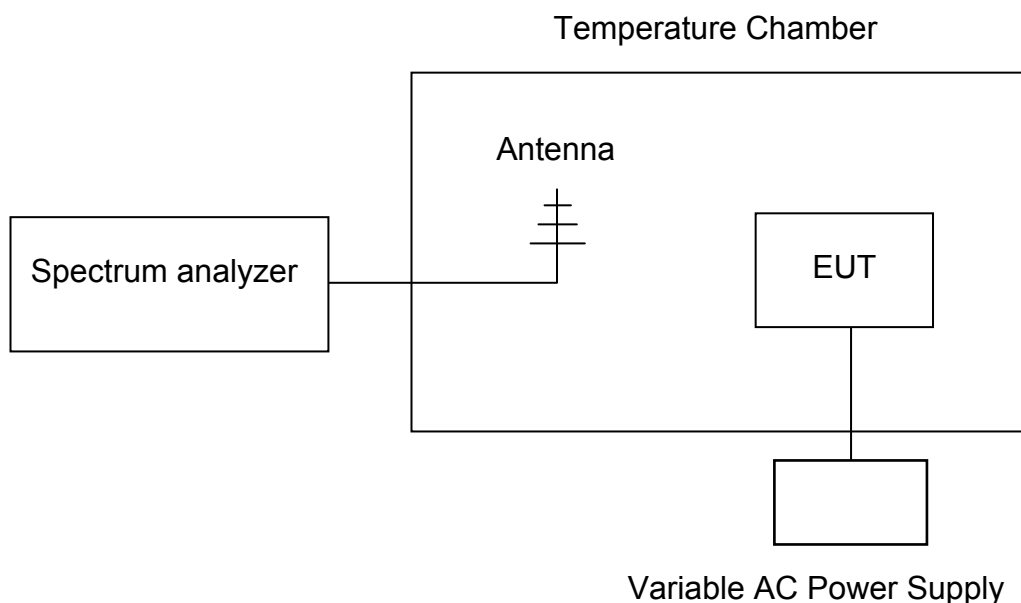 Temperature Chamber
Antenna
Spectrum analyzer
EUT
Variable AC Power Supply